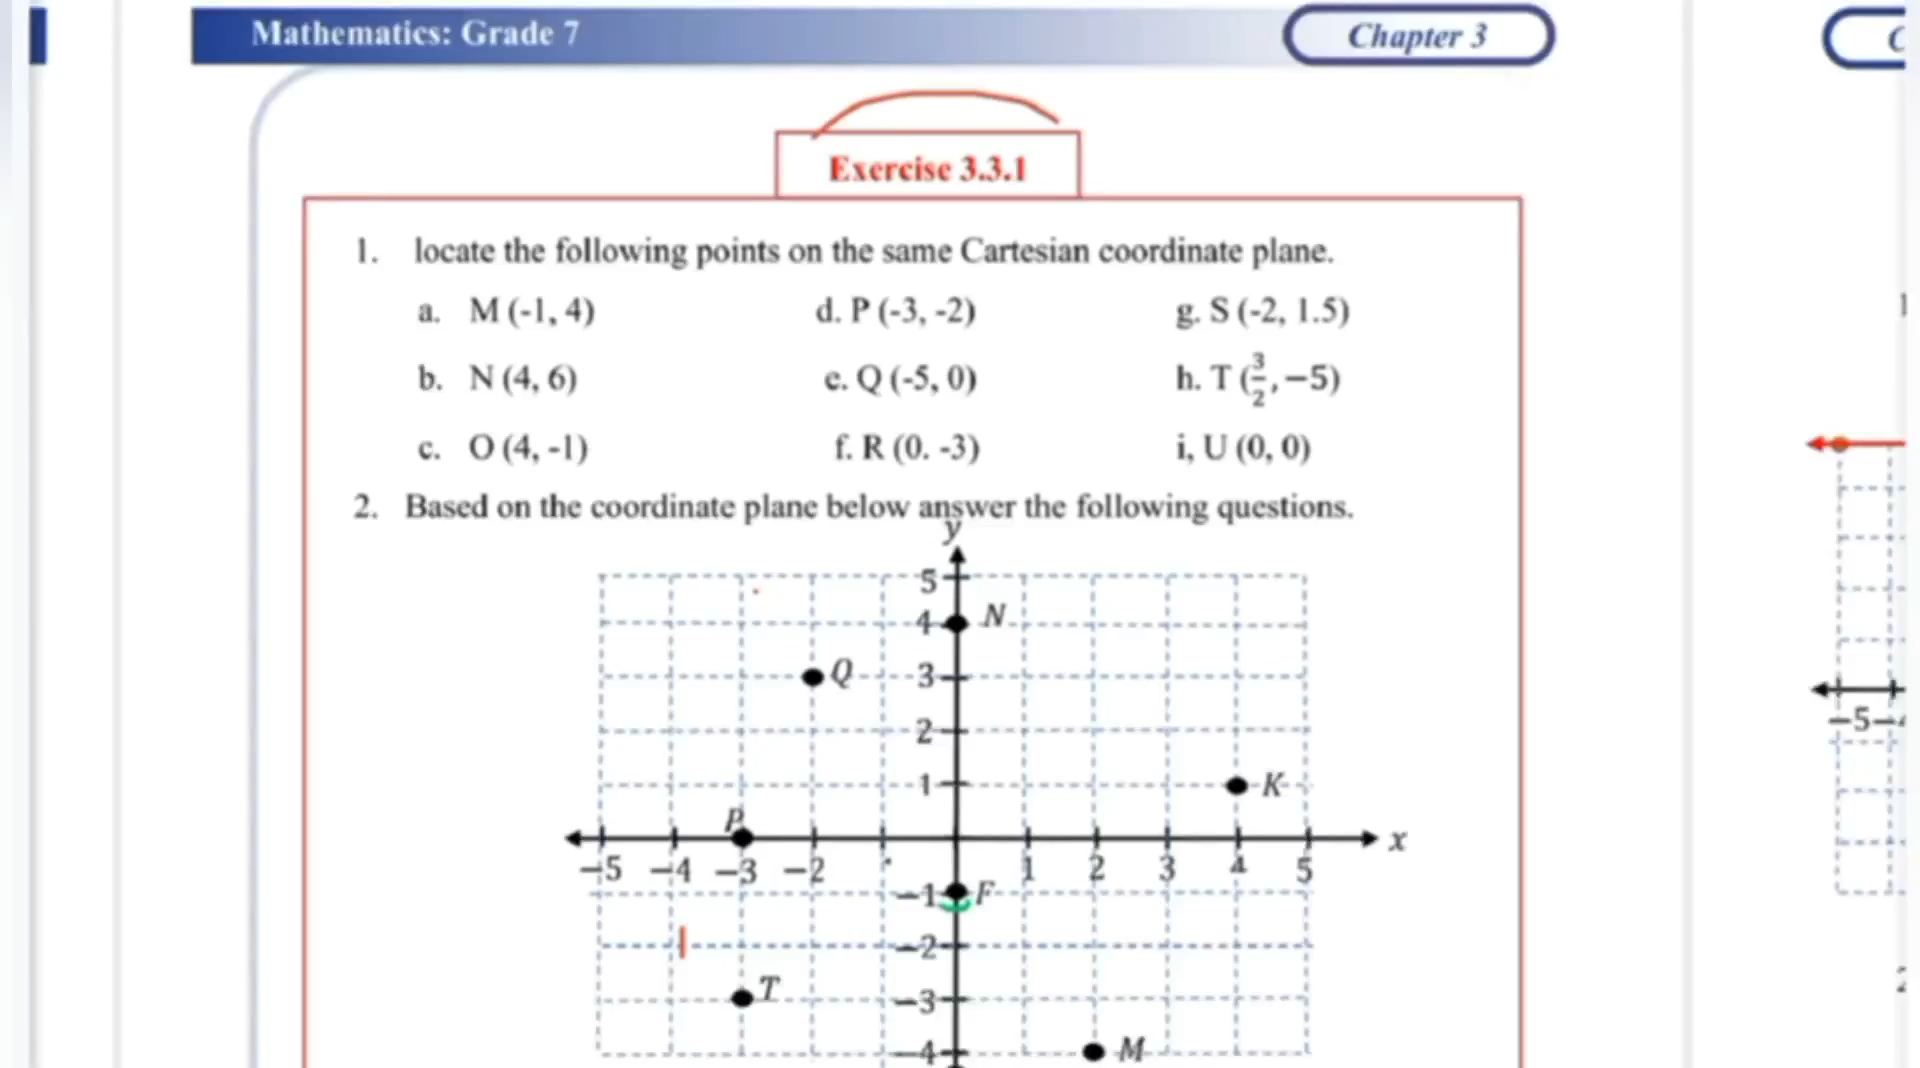 Mathematics: Grade 7
Chapter 3
Exercise 3.3.1
1. locate the following points on the same Cartesian coordinate plane.
a. M (-1, 4) d. P (-3, -2) g. S (-2, 1.5)
b. N (4, 6) e. Q (-5, 0) h. T (3/2, −5)
c. O (4, -1) f. R (0. -3) i, U (0, 0)
2. Based on the coordinate plane below answer the following questions.
y
5
4 N
Q 3
2
1 K
P
x
−5 −4 −3 −2 1 2 3 4 5
−1 F
−2
T
−3
−4 M
−5